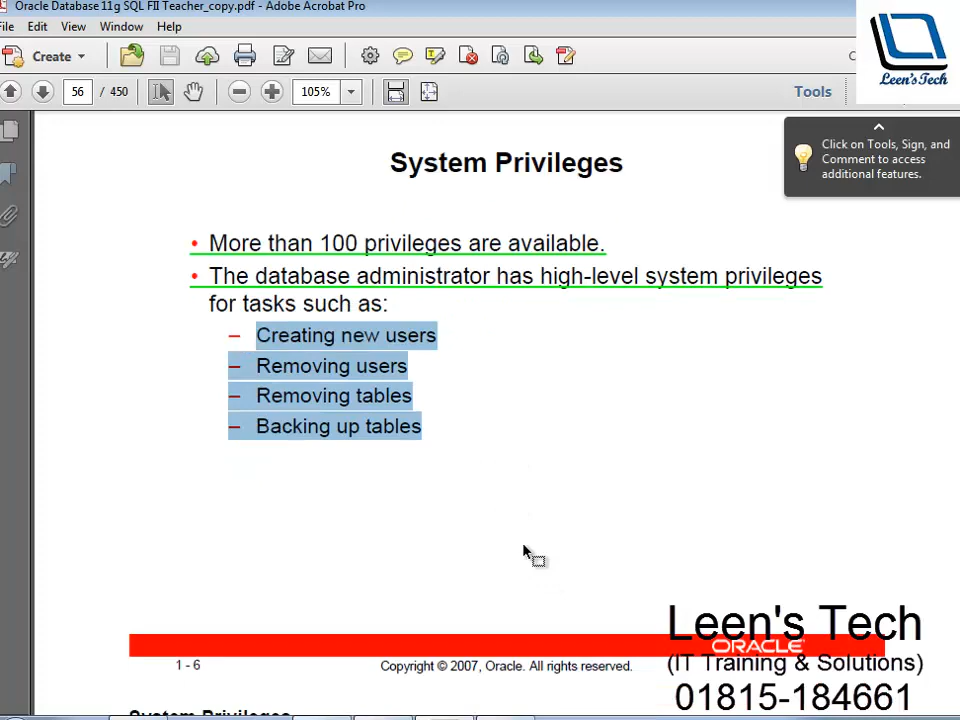 Oracle Database 11g SQL FII Teacher_copy.pdf - Adobe Acrobat Pro
File Edit View Window Help
Create
56 / 450 105% Tools
Leen's Tech
Click on Tools, Sign, and
Comment to access
additional features.
System Privileges
• More than 100 privileges are available.
• The database administrator has high-level system privileges
for tasks such as:
– Creating new users
– Removing users
– Removing tables
– Backing up tables
Leen's Tech
ORACLE
(IT Training & Solutions)
1 - 6 Copyright © 2007, Oracle. All rights reserved.
01815-184661
System Privileges